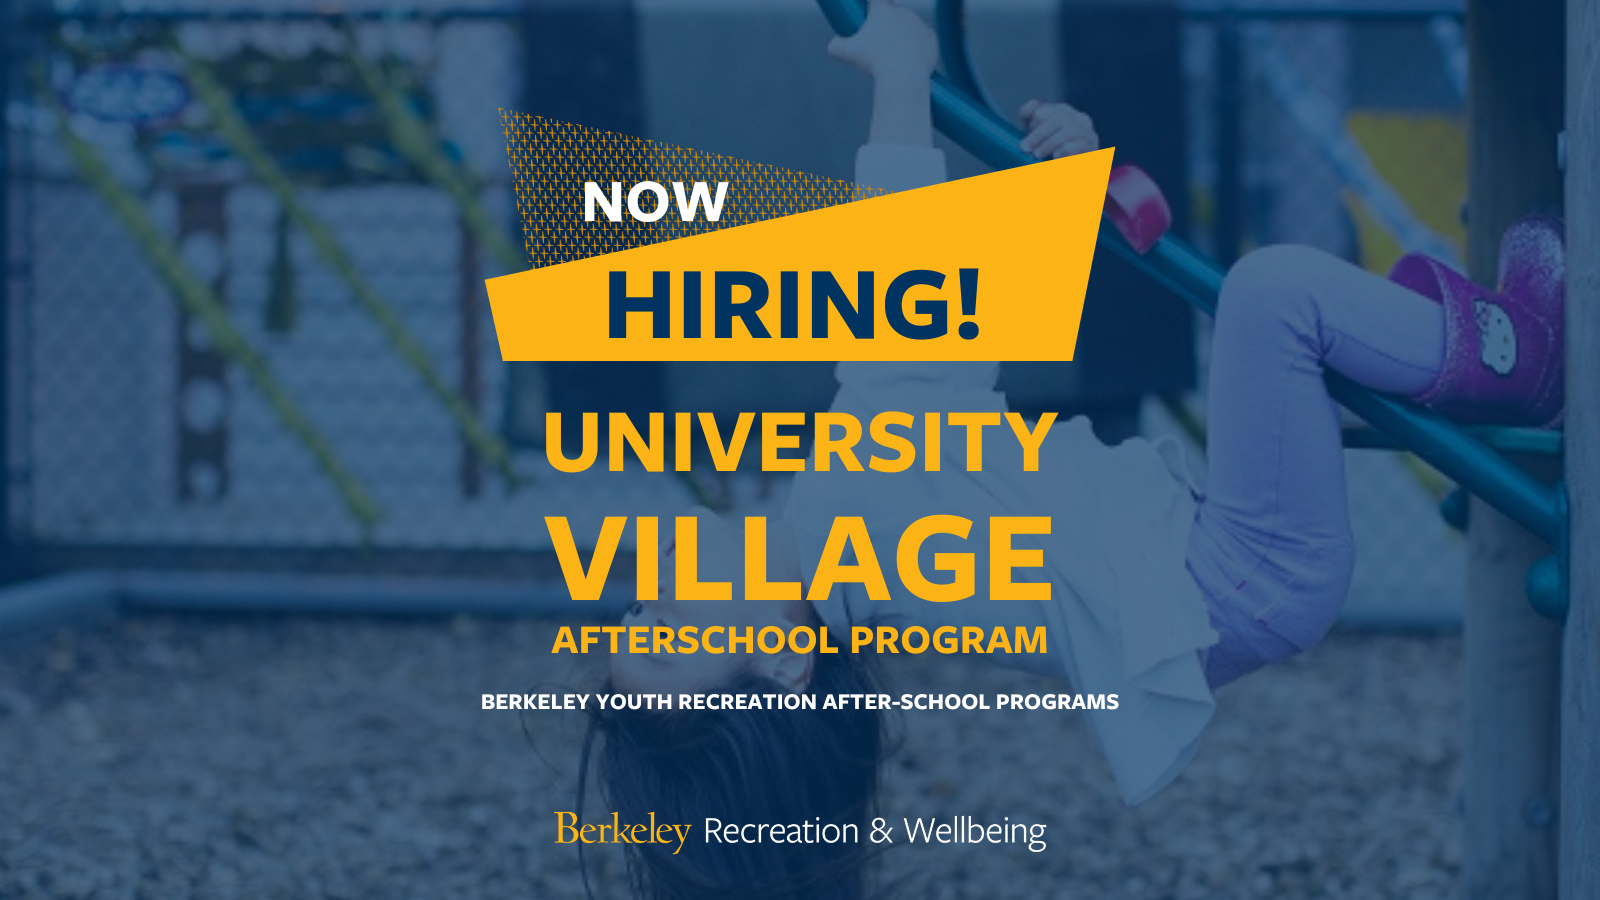 NOW
HIRING!
UNIVERSITY
VILLAGE
AFTERSCHOOL PROGRAM
BERKELEY YOUTH RECREATION AFTER-SCHOOL PROGRAMS
Berkeley Recreation & Wellbeing